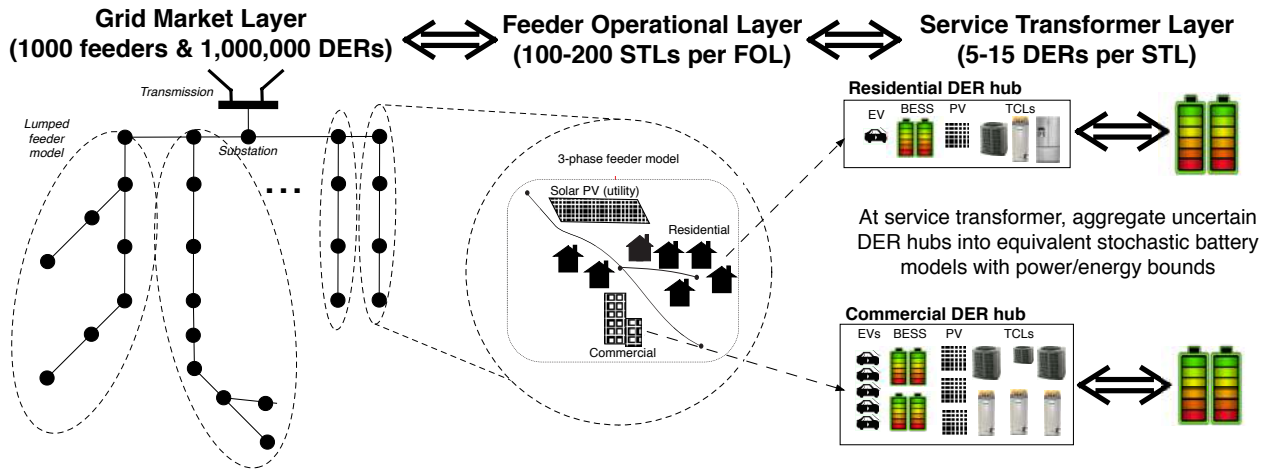 Grid Market Layer
(1000 feeders & 1,000,000 DERs)
Feeder Operational Layer
(100-200 STLs per FOL)
Service Transformer Layer
(5-15 DERs per STL)
Transmission
Lumped
feeder
model
Substation
...
3-phase feeder model
Solar PV (utility)
Residential
Commercial
Residential DER hub
EV BESS PV TCLs
At service transformer, aggregate uncertain
DER hubs into equivalent stochastic battery
models with power/energy bounds
Commercial DER hub
EVs BESS PV TCLs